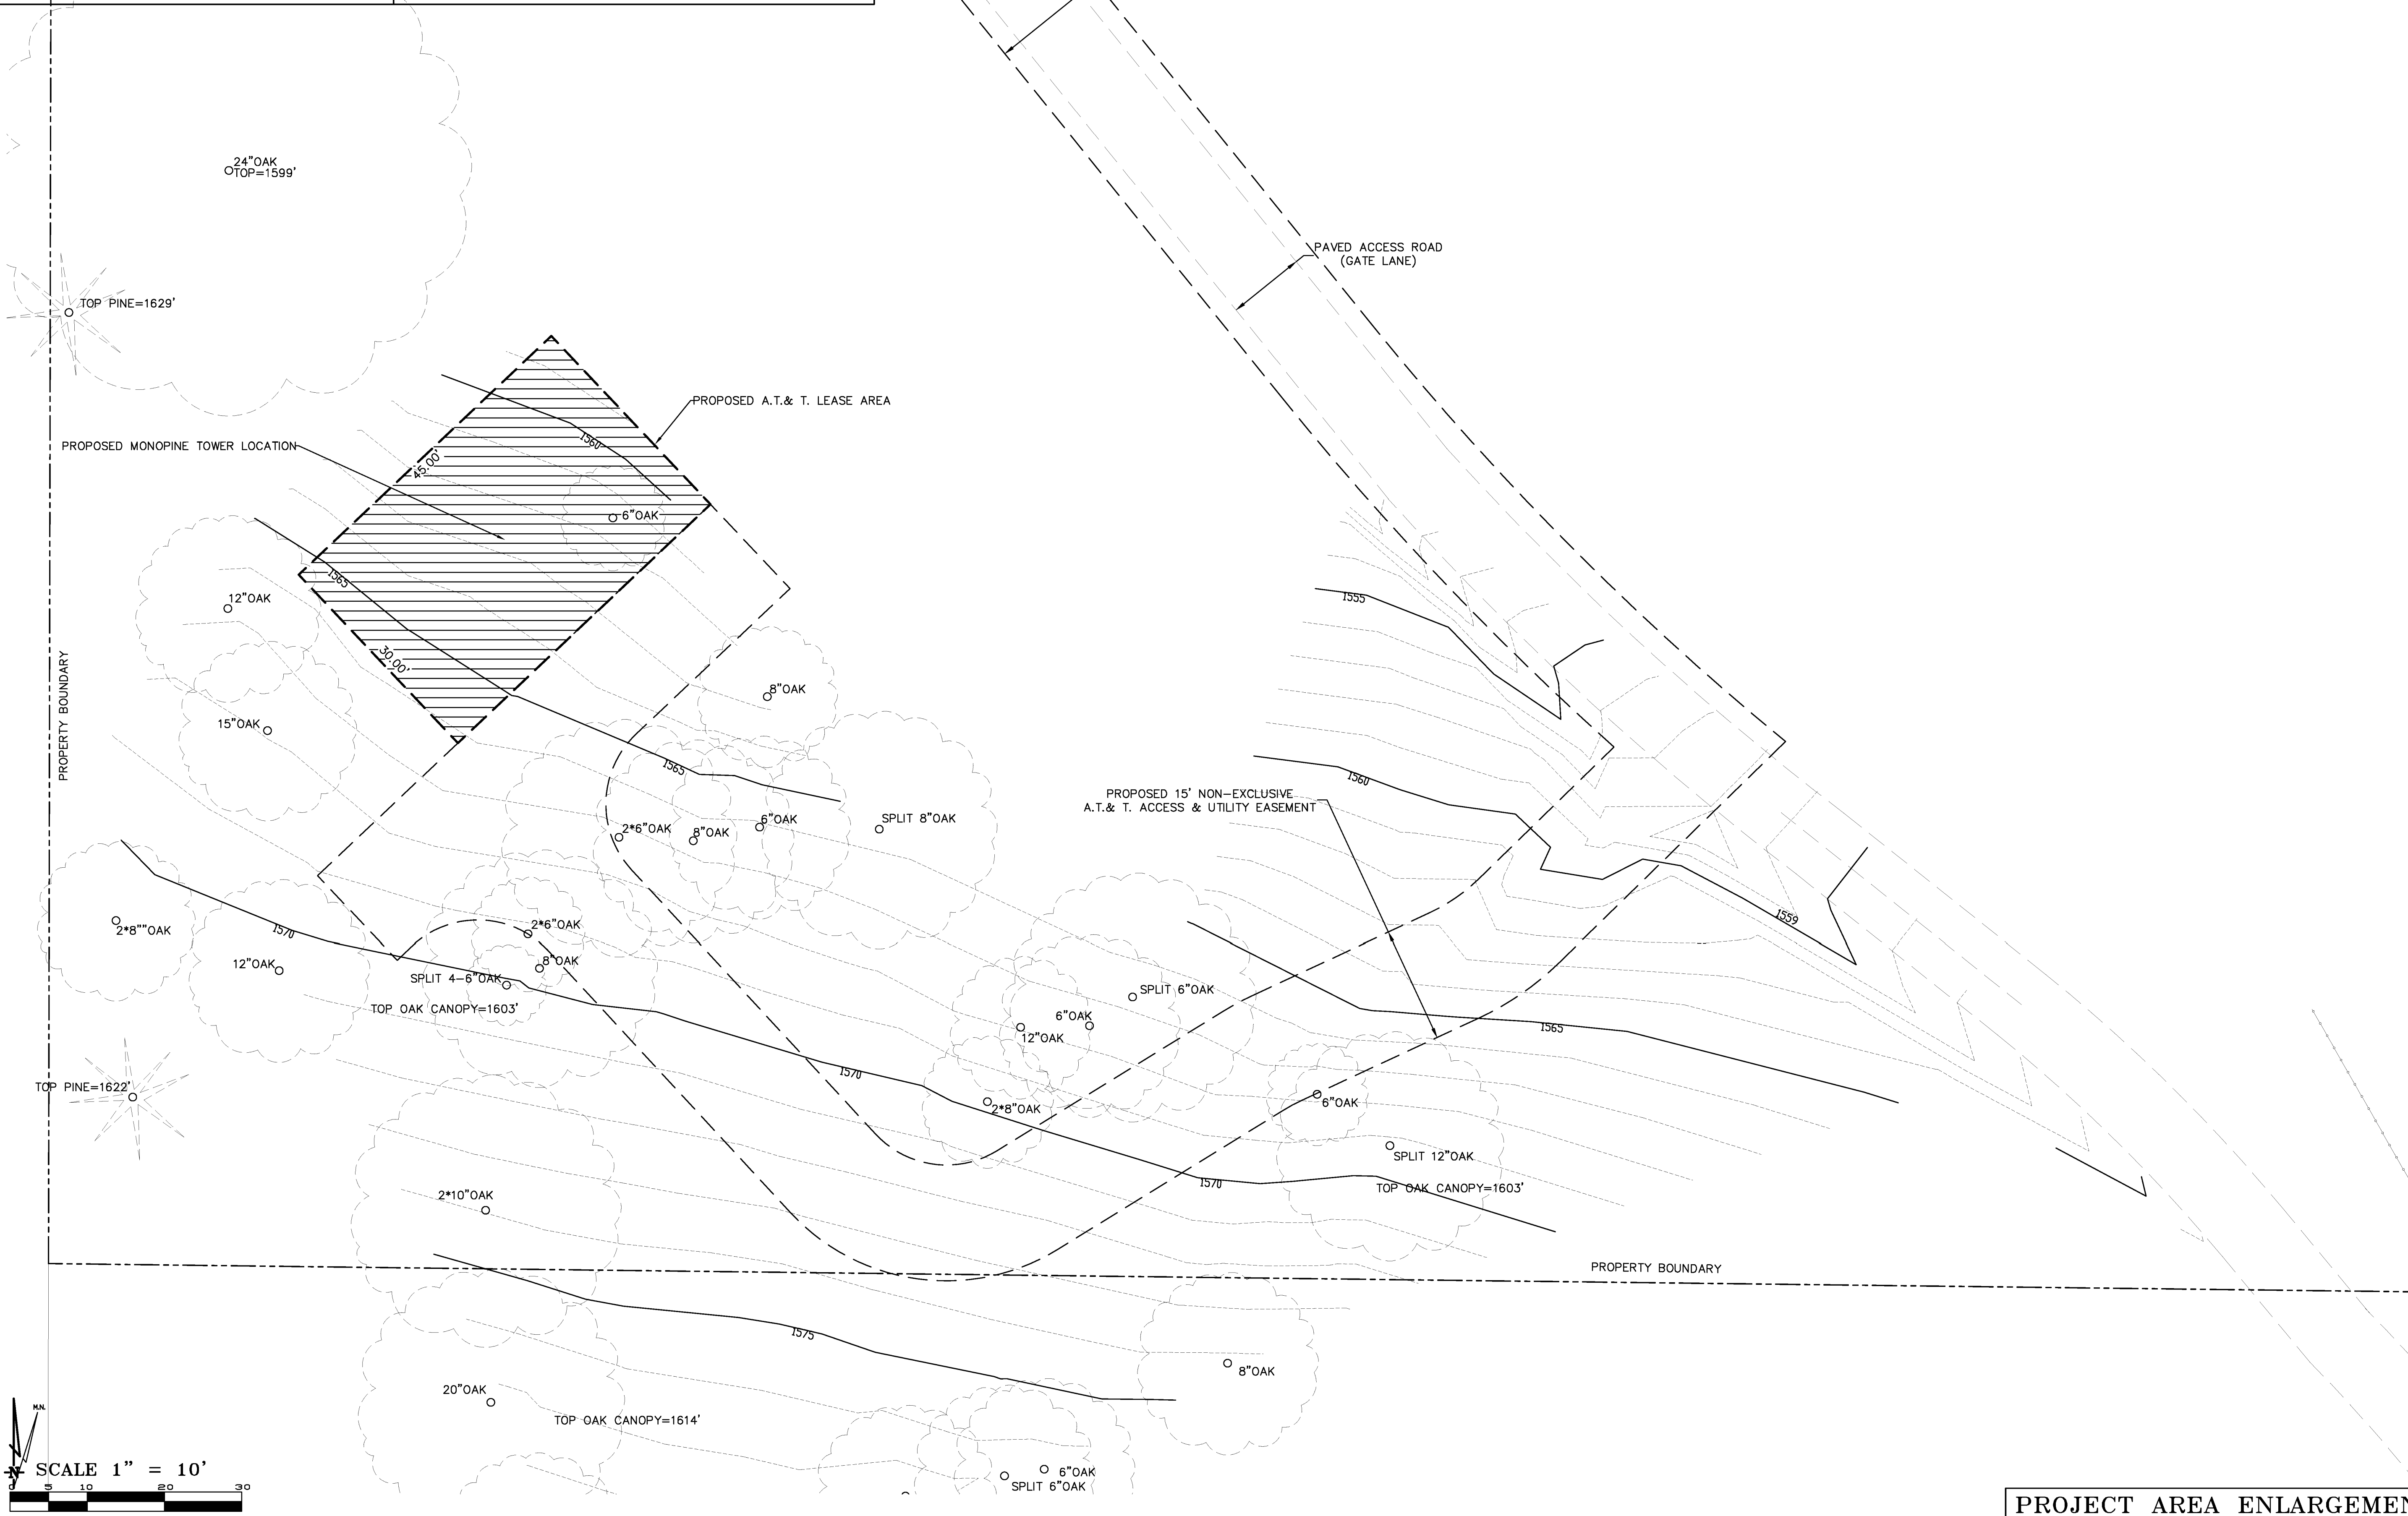 24"OAK
TOP=1599'
PAVED ACCESS ROAD
(GATE LANE)
TOP PINE=1629'
PROPOSED A.T.& T. LEASE AREA
PROPOSED MONOPINE TOWER LOCATION
1560
45.00'
6"OAK
1565
12"OAK
1555
30.00'
PROPERTY BOUNDARY
8"OAK
15"OAK
1565
1560
PROPOSED 15' NON-EXCLUSIVE
A.T.& T. ACCESS & UTILITY EASEMENT
2*6"OAK
8"OAK
6"OAK
SPLIT 8"OAK
1559
2*8""OAK
1570
2*6"OAK
12"OAK
8"OAK
SPLIT 4-6"OAK
TOP OAK CANOPY=1603'
SPLIT 6"OAK
6"OAK
12"OAK
1565
1570
TOP PINE=1622'
2*8"OAK
6"OAK
SPLIT 12"OAK
1570
TOP OAK CANOPY=1603'
2*10"OAK
PROPERTY BOUNDARY
1575
8"OAK
20"OAK
TOP OAK CANOPY=1614'
6"OAK
SPLIT 6"OAK
M.N.
N
SCALE 1" = 10'
0 5 10 20 30
PROJECT AREA ENLARGEMEN